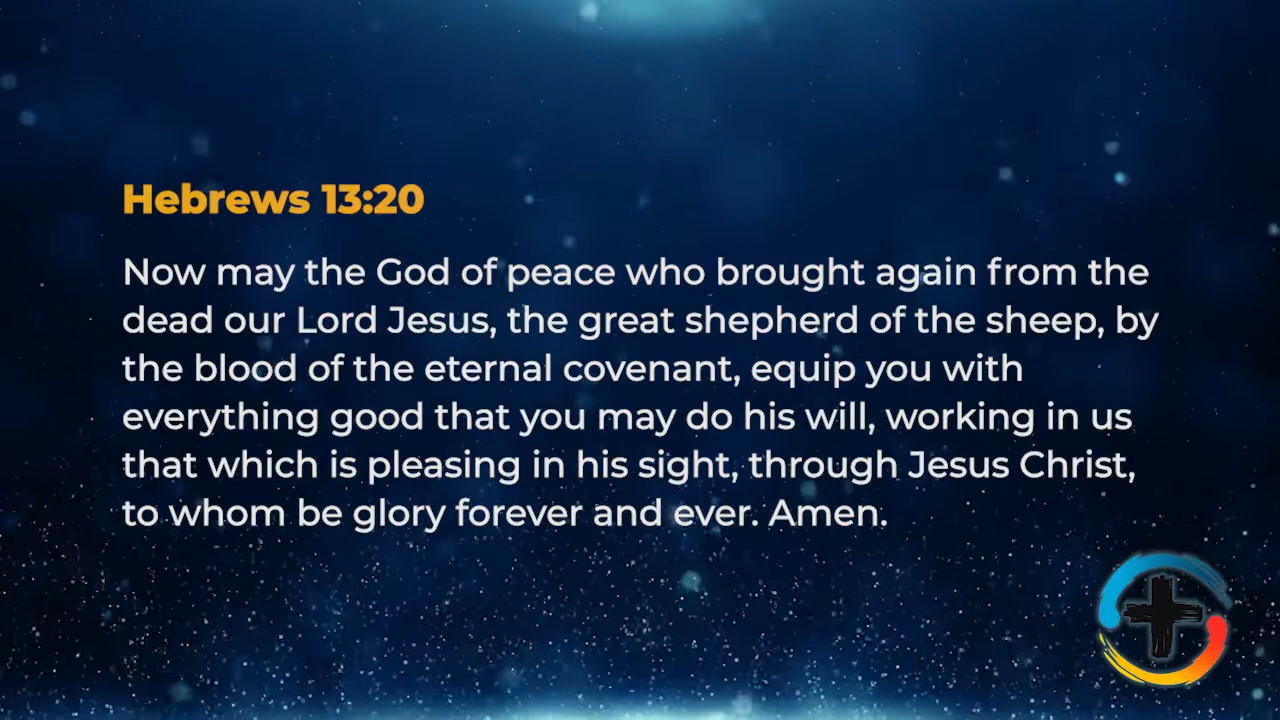 Hebrews 13:20
Now may the God of peace who brought again from the
dead our Lord Jesus, the great shepherd of the sheep, by
the blood of the eternal covenant, equip you with
everything good that you may do his will, working in us
that which is pleasing in his sight, through Jesus Christ,
to whom be glory forever and ever. Amen.